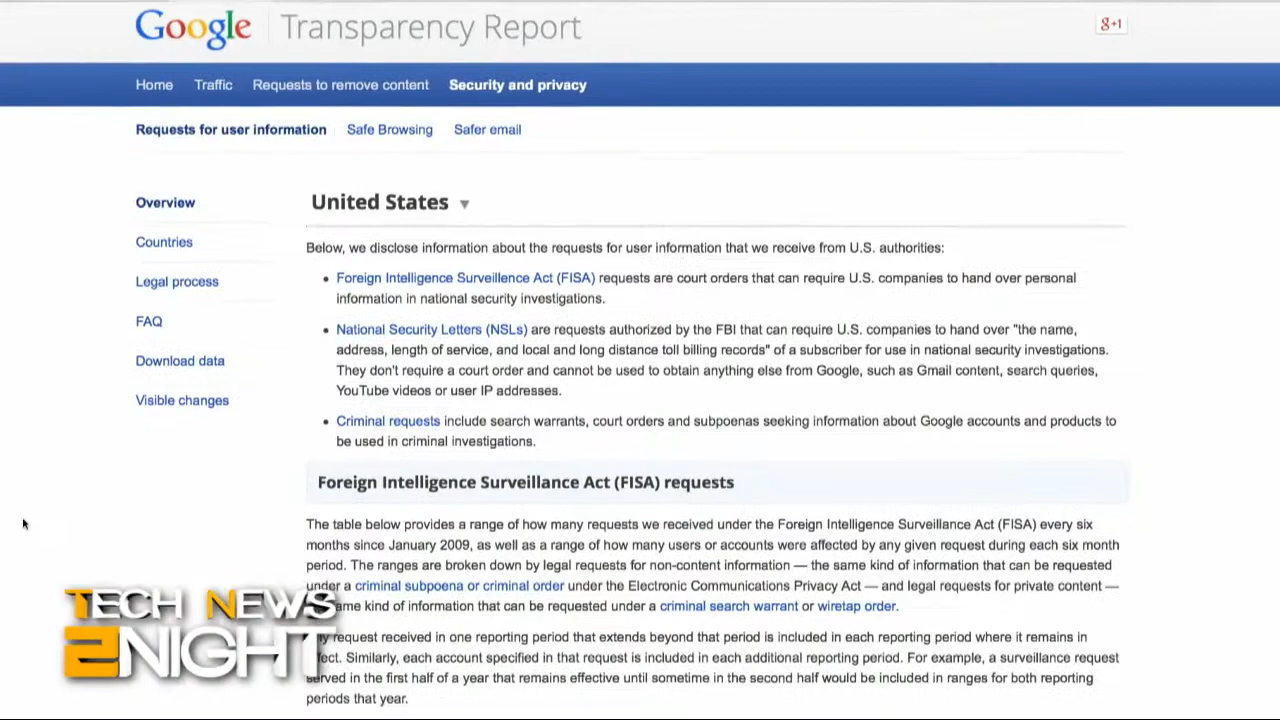 Google Transparency Report
g+1
Home Traffic Requests to remove content Security and privacy
Requests for user information Safe Browsing Safer email
Overview
Countries
Legal process
FAQ
Download data
Visible changes
United States
Below, we disclose information about the requests for user information that we receive from U.S. authorities:
• Foreign Intelligence Surveillence Act (FISA) requests are court orders that can require U.S. companies to hand over personal
information in national security investigations.
• National Security Letters (NSLs) are requests authorized by the FBI that can require U.S. companies to hand over "the name,
address, length of service, and local and long distance toll billing records" of a subscriber for use in national security investigations.
They don't require a court order and cannot be used to obtain anything else from Google, such as Gmail content, search queries,
YouTube videos or user IP addresses.
• Criminal requests include search warrants, court orders and subpoenas seeking information about Google accounts and products to
be used in criminal investigations.
Foreign Intelligence Surveillance Act (FISA) requests
The table below provides a range of how many requests we received under the Foreign Intelligence Surveillance Act (FISA) every six
months since January 2009, as well as a range of how many users or accounts were affected by any given request during each six month
period. The ranges are broken down by legal requests for non-content information — the same kind of information that can be requested
under a criminal subpoena or criminal order under the Electronic Communications Privacy Act — and legal requests for private content —
same kind of information that can be requested under a criminal search warrant or wiretap order.
request received in one reporting period that extends beyond that period is included in each reporting period where it remains in
Similarly, each account specified in that request is included in each additional reporting period. For example, a surveillance request
served in the first half of a year that remains effective until sometime in the second half would be included in ranges for both reporting
periods that year.
TECH NEWS
2NIGHT